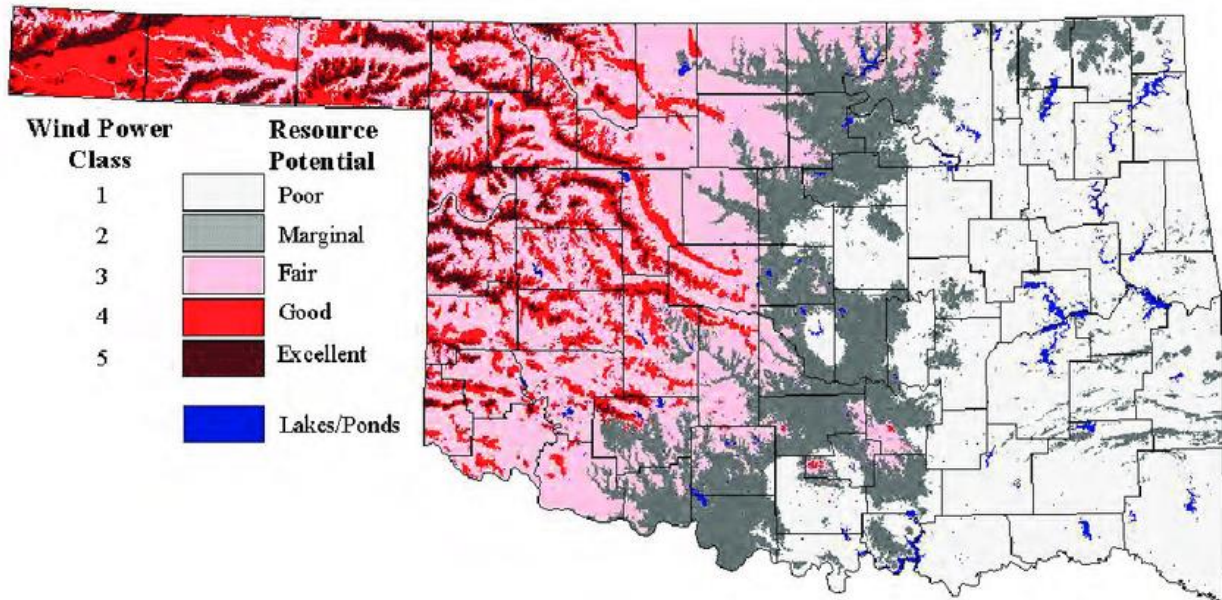 Wind Power Class
Resource Potential
1 Poor
2 Marginal
3 Fair
4 Good
5 Excellent
Lakes/Ponds